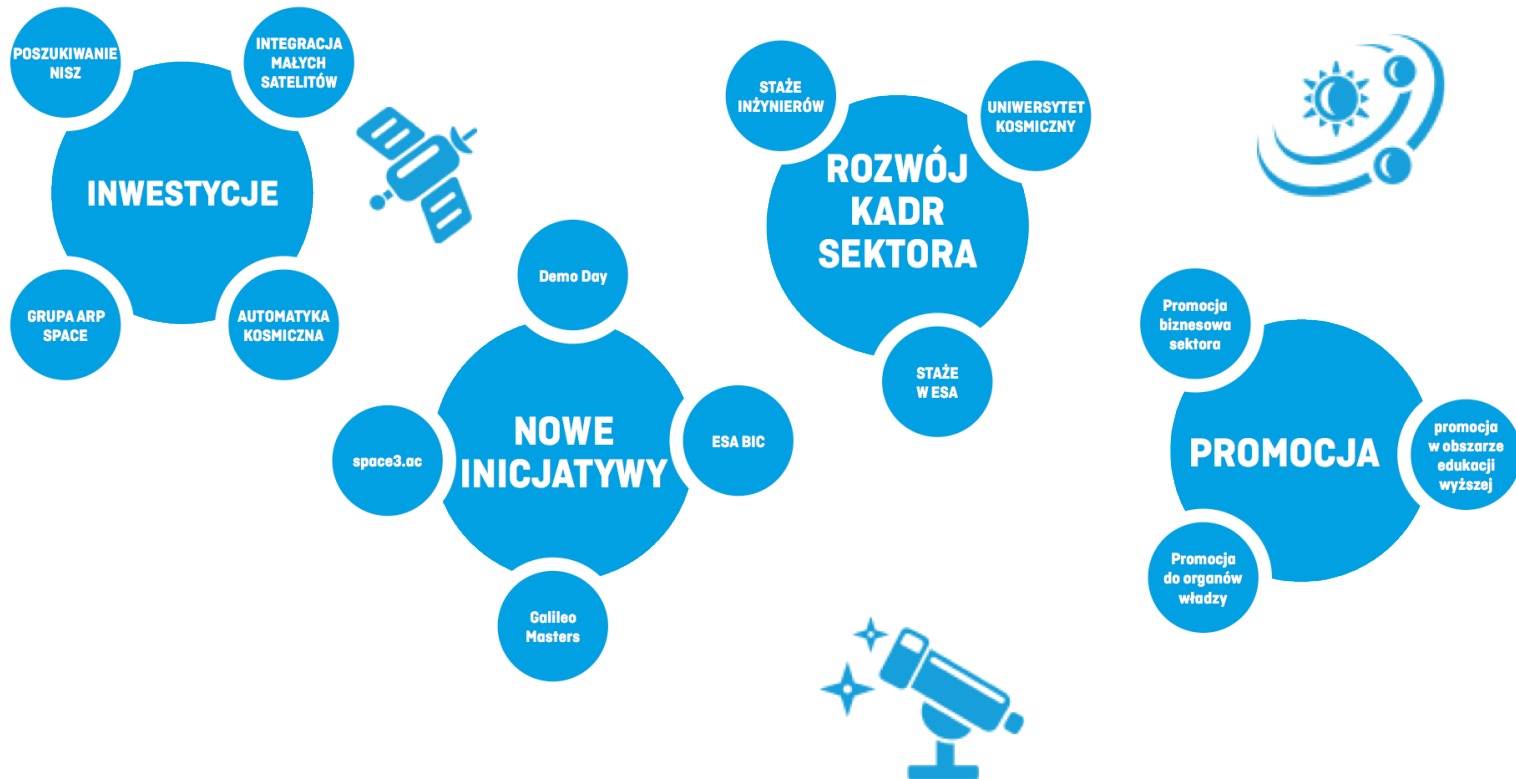 POSZUKIWANIE
NISZ
INTEGRACJA
MAŁYCH
SATELITÓW
INWESTYCJE
GRUPA ARP
SPACE
AUTOMATYKA
KOSMICZNA
Demo Day
space3.ac
NOWE
INICJATYWY
ESA BIC
Galileo
Masters
STAŻE
INŻYNIERÓW
UNIWERSYTET
KOSMICZNY
ROZWÓJ
KADR
SEKTORA
STAŻE
W ESA
Promocja
biznesowa
sektora
PROMOCJA
promocja
w obszarze
edukacji
wyższej
Promocja
do organów
władzy